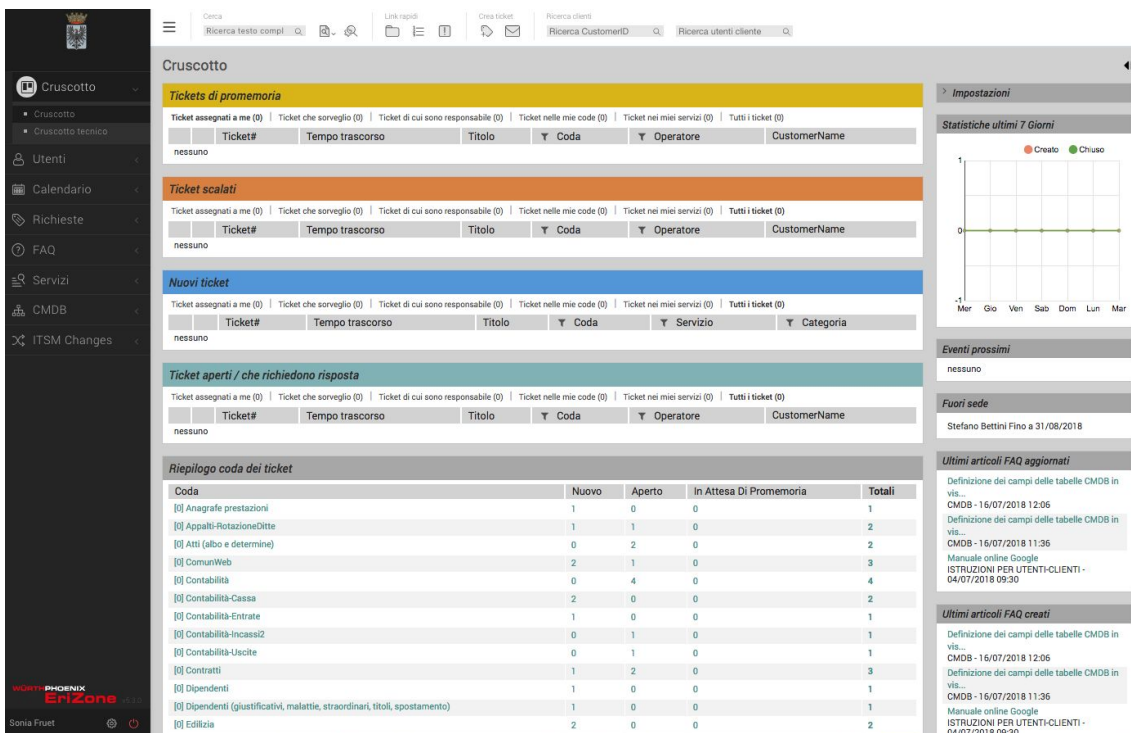 Cerca
Link rapidi
Crea ticket
Ricerca clienti
Ricerca testo compl
Ricerca CustomerID
Ricerca utenti cliente
Cruscotto
Cruscotto
Cruscotto tecnico
Utenti
Calendario
Richieste
FAQ
Servizi
CMDB
ITSM Changes
WÜRTHPHOENIX
EriZone
Sonia Fruet
Cruscotto
Tickets di promemoria
Ticket assegnati a me (0) | Ticket che sorveglio (0) | Ticket di cui sono responsabile (0) | Ticket nelle mie code (0) | Ticket nei miei servizi (0) | Tutti i ticket (0)
Ticket# Tempo trascorso Titolo Coda Operatore CustomerName
nessuno
Ticket scalati
Ticket assegnati a me (0) | Ticket che sorveglio (0) | Ticket di cui sono responsabile (0) | Ticket nelle mie code (0) | Ticket nei miei servizi (0) | Tutti i ticket (0)
Ticket# Tempo trascorso Titolo Coda Operatore CustomerName
nessuno
Nuovi ticket
Ticket assegnati a me (0) | Ticket che sorveglio (0) | Ticket di cui sono responsabile (0) | Ticket nelle mie code (0) | Ticket nei miei servizi (0) | Tutti i ticket (0)
Ticket# Tempo trascorso Titolo Coda Servizio Categoria
nessuno
Ticket aperti / che richiedono risposta
Ticket assegnati a me (0) | Ticket che sorveglio (0) | Ticket di cui sono responsabile (0) | Ticket nelle mie code (0) | Ticket nei miei servizi (0) | Tutti i ticket (0)
Ticket# Tempo trascorso Titolo Coda Operatore CustomerName
nessuno
Riepilogo coda dei ticket
Coda Nuovo Aperto In Attesa Di Promemoria Totali
[0] Anagrafe prestazioni 1 0 0 1
[0] Appalti-RotazioneDitte 1 1 0 2
[0] Atti (albo e determine) 0 2 0 2
[0] ComunWeb 2 1 0 3
[0] Contabilità 0 4 0 4
[0] Contabilità-Cassa 2 0 0 2
[0] Contabilità-Entrate 1 0 0 1
[0] Contabilità-Incassi2 0 1 0 1
[0] Contabilità-Uscite 0 1 0 1
[0] Contratti 1 2 0 3
[0] Dipendenti 1 0 0 1
[0] Dipendenti (giustificativi, malattie, straordinari, titoli, spostamento) 1 0 0 1
[0] Edilizia 2 0 0 2
Impostazioni
Statistiche ultimi 7 Giorni
Creato Chiuso
1
0
-1
Mer Gio Ven Sab Dom Lun Mar
Eventi prossimi
nessuno
Fuori sede
Stefano Bettini Fino a 31/08/2018
Ultimi articoli FAQ aggiornati
Definizione dei campi delle tabelle CMDB in
vis...
CMDB - 16/07/2018 12:06
Definizione dei campi delle tabelle CMDB in
vis...
CMDB - 16/07/2018 11:36
Manuale online Google
ISTRUZIONI PER UTENTI-CLIENTI -
04/07/2018 09:30
Ultimi articoli FAQ creati
Definizione dei campi delle tabelle CMDB in
vis...
CMDB - 16/07/2018 12:06
Definizione dei campi delle tabelle CMDB in
vis...
CMDB - 16/07/2018 11:36
Manuale online Google
ISTRUZIONI PER UTENTI-CLIENTI -
04/07/2018 09:30